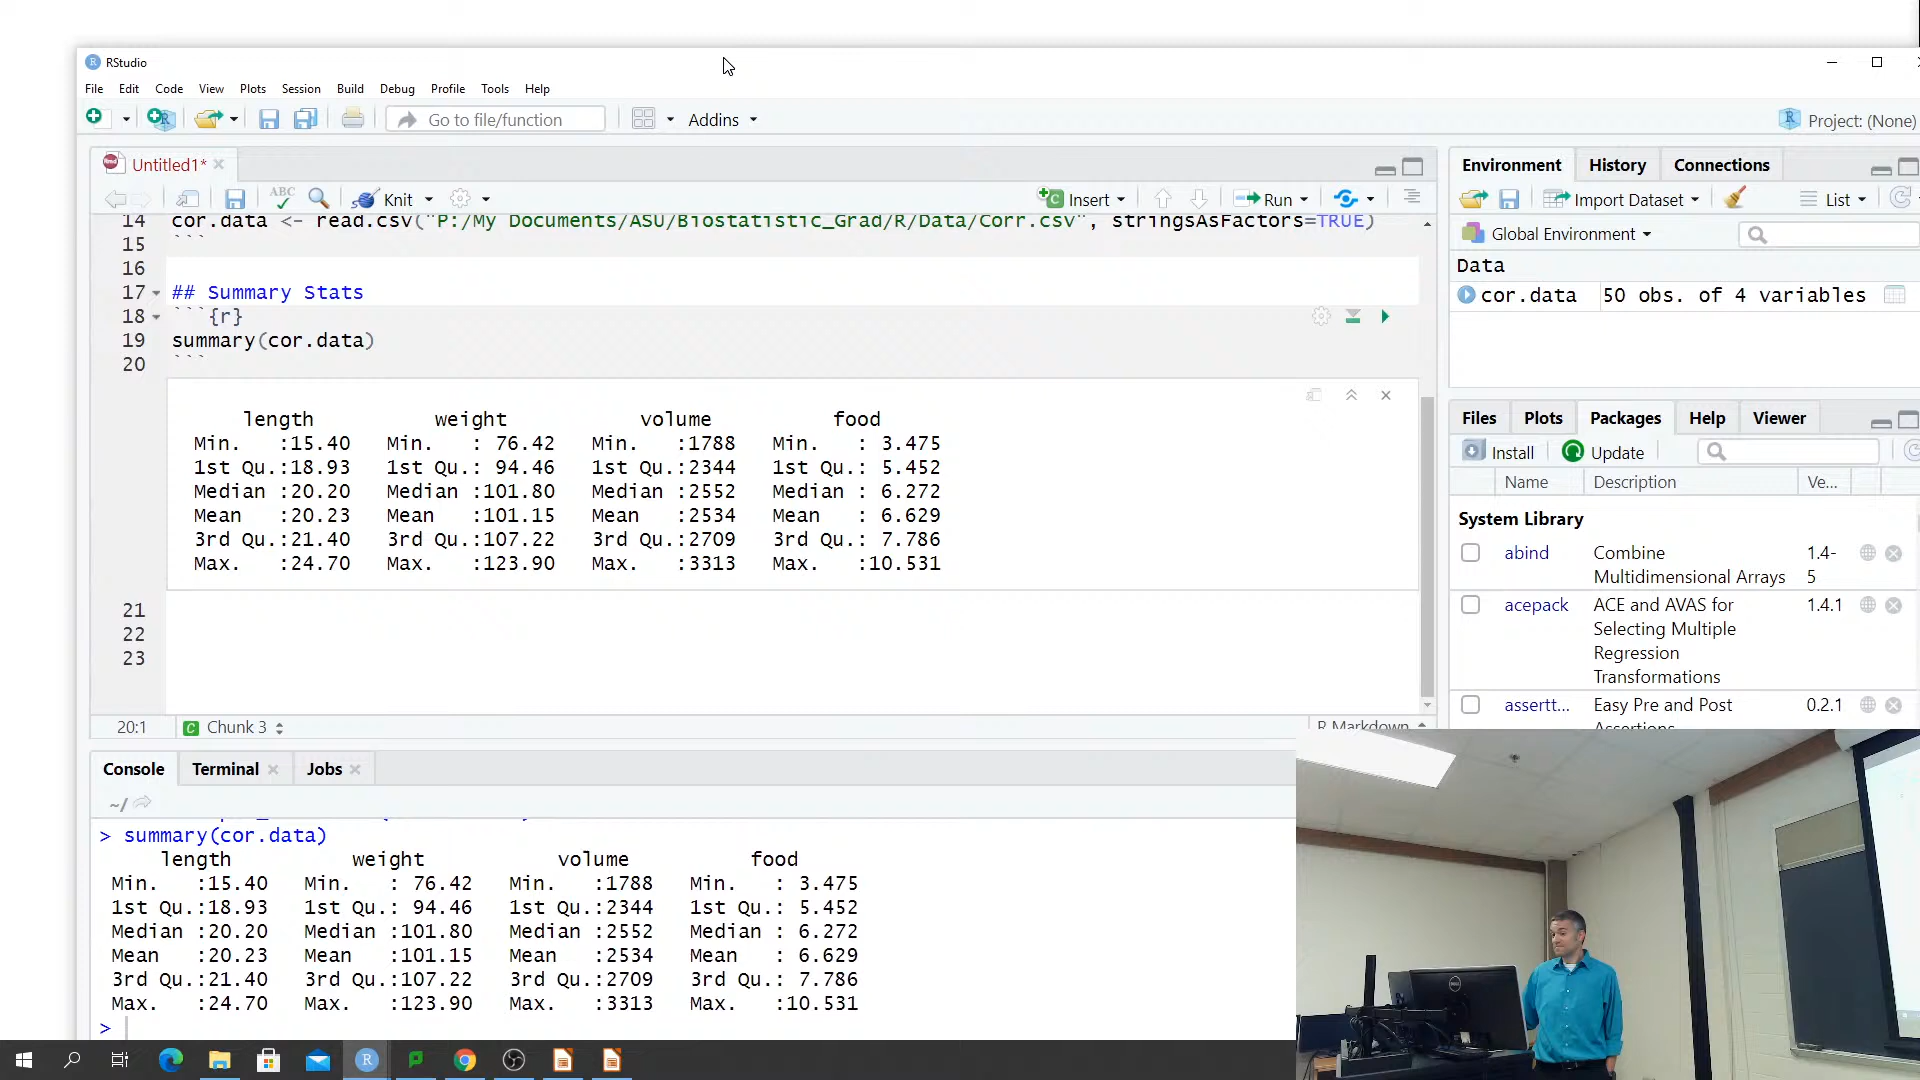 RStudio
File Edit Code View Plots Session Build Debug Profile Tools Help
Go to file/function Addins Project: (None)
Untitled1*
ABC Knit Insert Run
14 cor.data <- read.csv("P:/My Documents/ASU/Biostatistic_Grad/R/Data/Corr.csv", stringsAsFactors=TRUE)
15 ```
16
17 ## Summary Stats
18 ```{r}
19 summary(cor.data)
20 ```
length weight volume food
Min. :15.40 Min. : 76.42 Min. :1788 Min. : 3.475
1st Qu.:18.93 1st Qu.: 94.46 1st Qu.:2344 1st Qu.: 5.452
Median :20.20 Median :101.80 Median :2552 Median : 6.272
Mean :20.23 Mean :101.15 Mean :2534 Mean : 6.629
3rd Qu.:21.40 3rd Qu.:107.22 3rd Qu.:2709 3rd Qu.: 7.786
Max. :24.70 Max. :123.90 Max. :3313 Max. :10.531
21
22
23
20:1 Chunk 3 R Markdown
Console Terminal Jobs
~/
> summary(cor.data)
length weight volume food
Min. :15.40 Min. : 76.42 Min. :1788 Min. : 3.475
1st Qu.:18.93 1st Qu.: 94.46 1st Qu.:2344 1st Qu.: 5.452
Median :20.20 Median :101.80 Median :2552 Median : 6.272
Mean :20.23 Mean :101.15 Mean :2534 Mean : 6.629
3rd Qu.:21.40 3rd Qu.:107.22 3rd Qu.:2709 3rd Qu.: 7.786
Max. :24.70 Max. :123.90 Max. :3313 Max. :10.531
>
Environment History Connections
Import Dataset List
Global Environment
Data
cor.data 50 obs. of 4 variables
Files Plots Packages Help Viewer
Install Update
Name Description Ve...
System Library
abind Combine 1.4-
Multidimensional Arrays 5
acepack ACE and AVAS for 1.4.1
Selecting Multiple
Regression
Transformations
assertt... Easy Pre and Post 0.2.1
Assertions